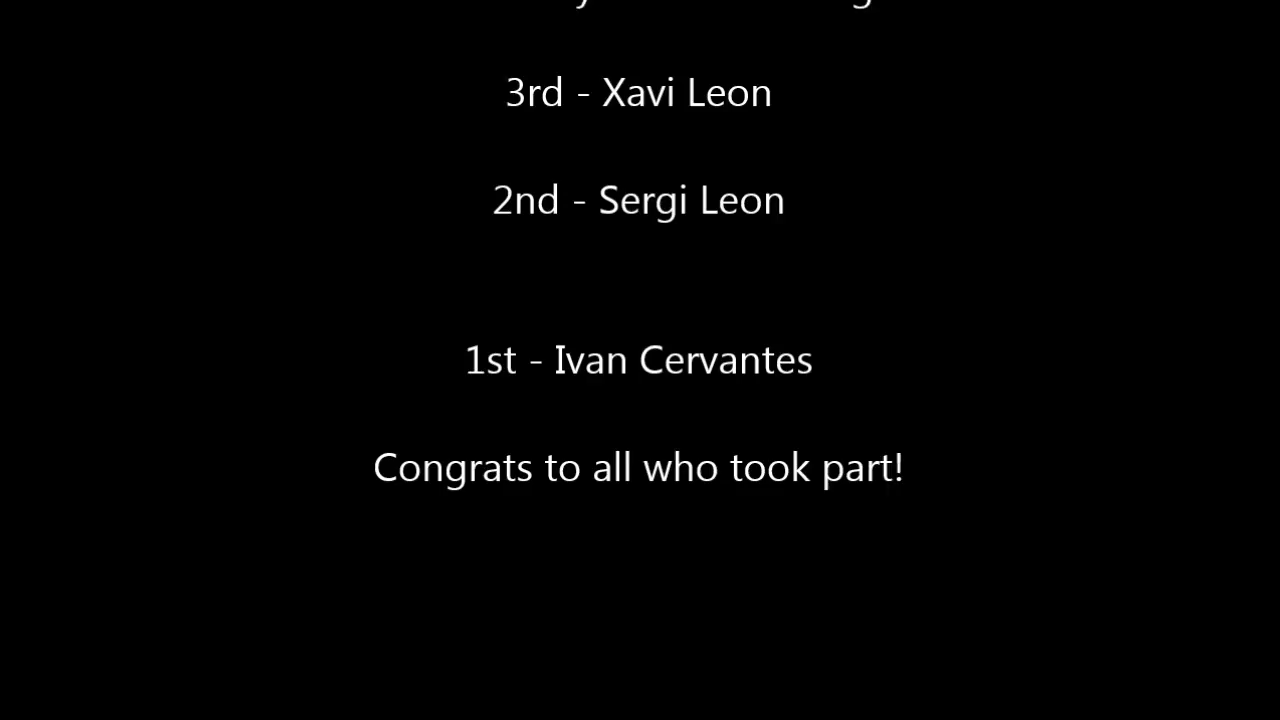 3rd - Xavi Leon
2nd - Sergi Leon
1st - Ivan Cervantes
Congrats to all who took part!